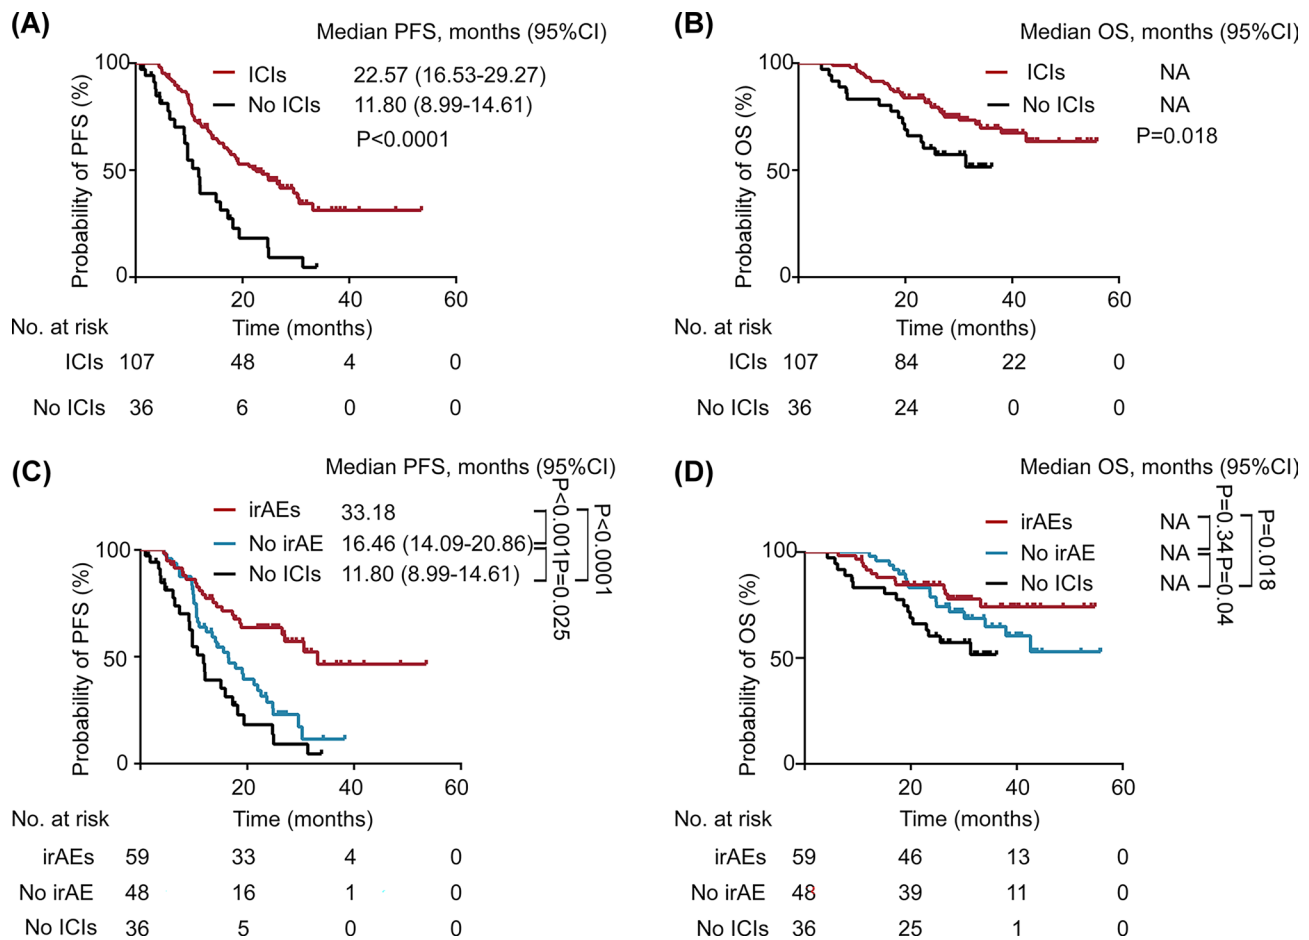 (A)
Median PFS, months (95%CI)
ICIs 22.57 (16.53-29.27)
No ICIs 11.80 (8.99-14.61)
P<0.0001
Probability of PFS (%)
100
50
0
20 40 60
Time (months)
No. at risk
ICIs 107 48 4 0
No ICIs 36 6 0 0
(B)
Median OS, months (95%CI)
ICIs NA
No ICIs NA
P=0.018
Probability of OS (%)
100
50
0
20 40 60
Time (months)
No. at risk
ICIs 107 84 22 0
No ICIs 36 24 0 0
(C)
Median PFS, months (95%CI)
irAEs 33.18
No irAE 16.46 (14.09-20.86)
No ICIs 11.80 (8.99-14.61)
P<0.001
P=0.025
P<0.0001
Probability of PFS (%)
100
50
0
20 40 60
Time (months)
No. at risk
irAEs 59 33 4 0
No irAE 48 16 1 0
No ICIs 36 5 0 0
(D)
Median OS, months (95%CI)
irAEs NA
No irAE NA
No ICIs NA
P=0.34
P=0.04
P=0.018
Probability of OS (%)
100
50
0
20 40 60
Time (months)
No. at risk
irAEs 59 46 13 0
No irAE 48 39 11 0
No ICIs 36 25 1 0